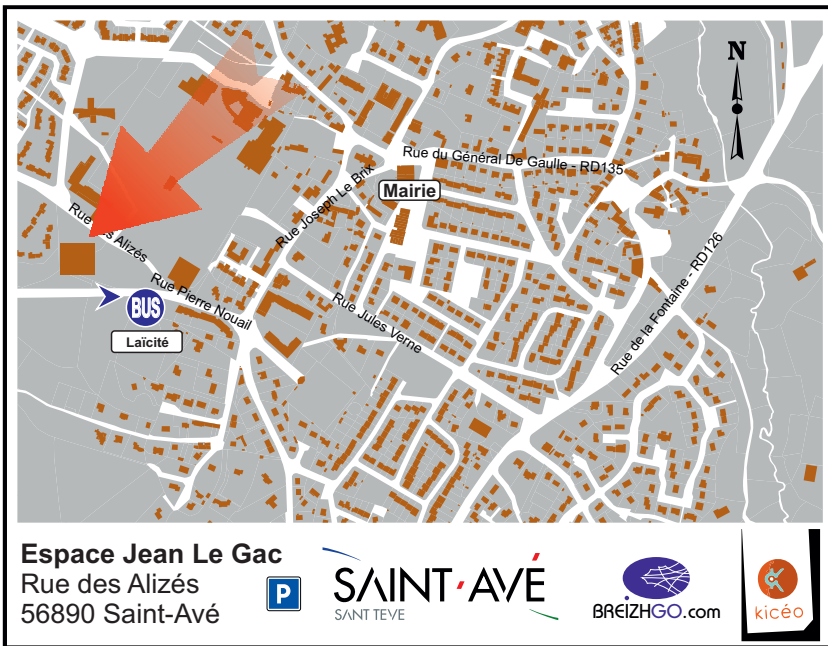 N
Rue du Général De Gaulle - RD135
Mairie
Rue Joseph Le Brix
Rue des Alizés
Rue Pierre Nouail
BUS
Laïcité
Rue Jules Verne
Rue de la Fontaine - RD126
Espace Jean Le Gac
Rue des Alizés
56890 Saint-Avé
P
SAINT'AVÉ
SANT TEVE
BREIZHGO.com
kicéo